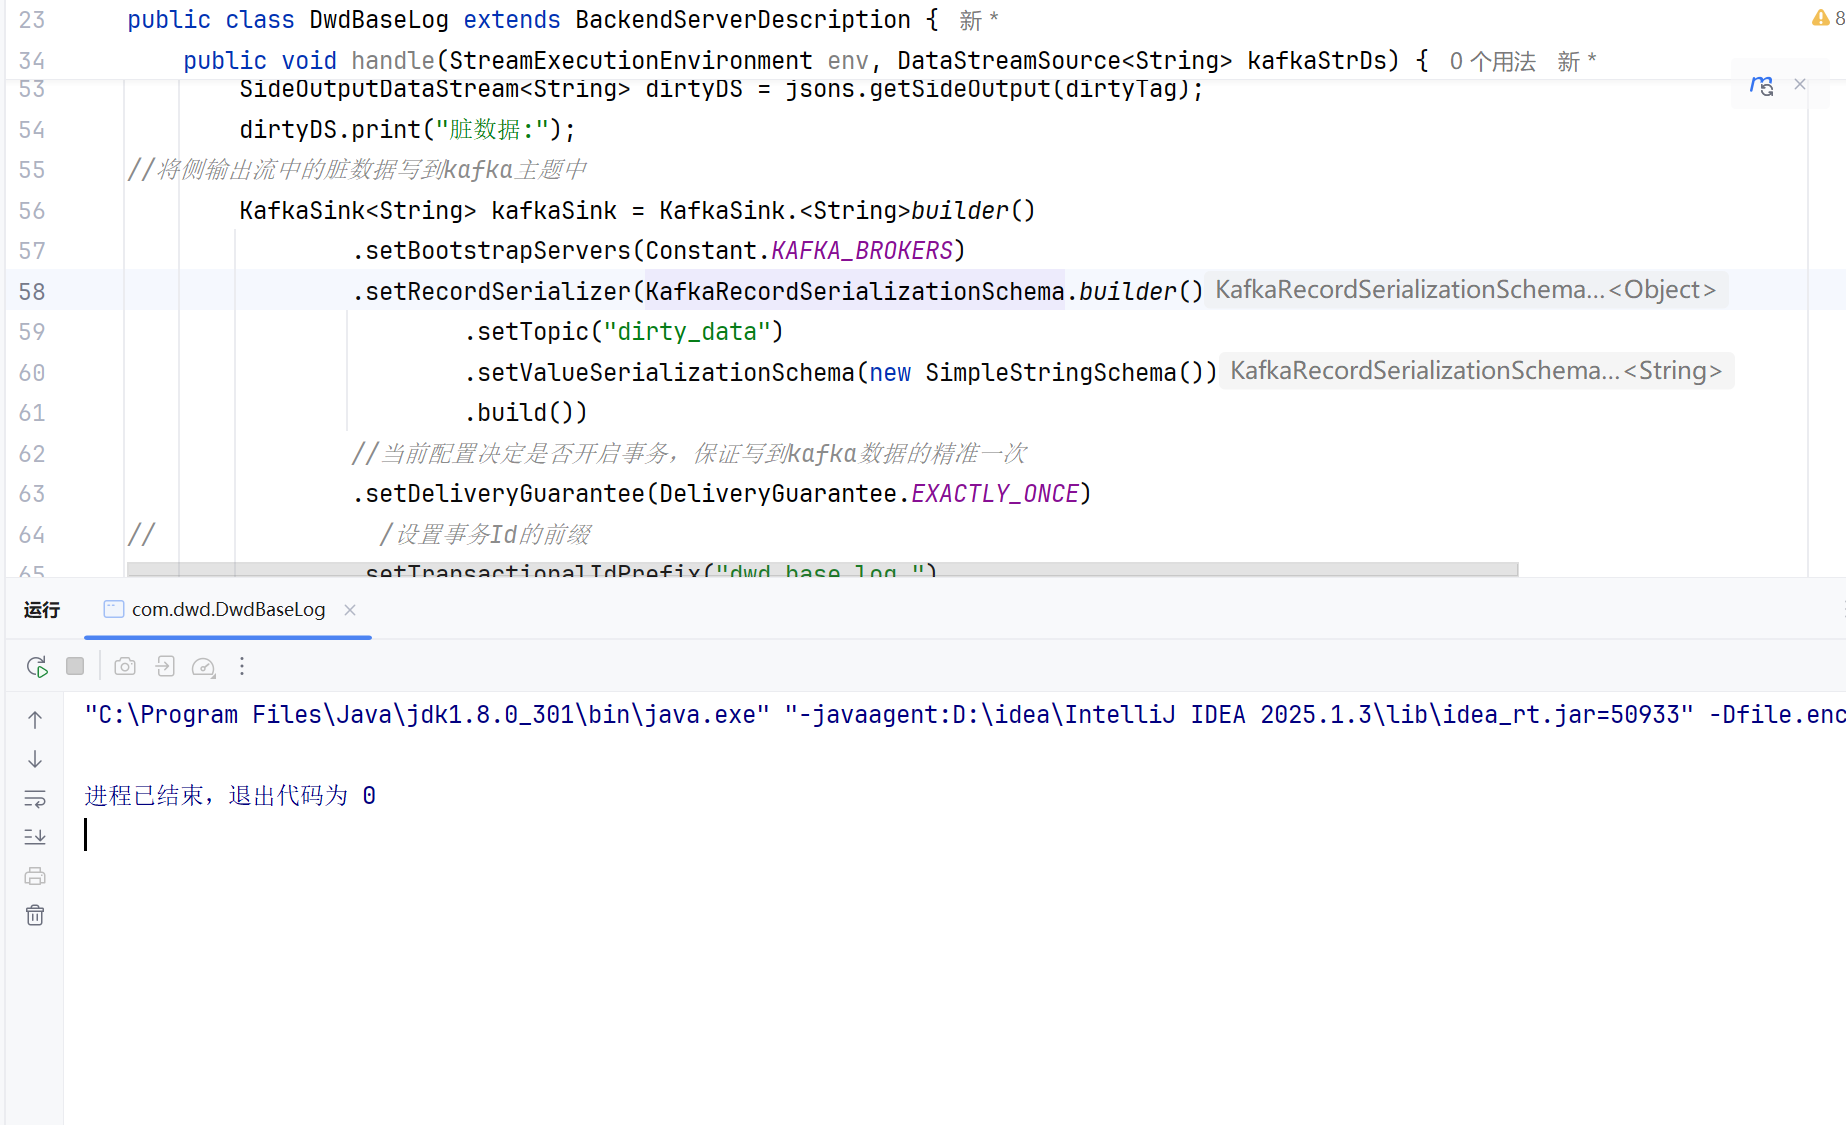 23 public class DwdBaseLog extends BackendServerDescription { 新 * 8
34 public void handle(StreamExecutionEnvironment env, DataStreamSource<String> kafkaStrDs) { 0 个用法 新 *
53 SideOutputDataStream<String> dirtyDS = jsons.getSideOutput(dirtyTag);
54 dirtyDS.print("脏数据:");
55 //将侧输出流中的脏数据写到kafka主题中
56 KafkaSink<String> kafkaSink = KafkaSink.<String>builder()
57 .setBootstrapServers(Constant.KAFKA_BROKERS)
58 .setRecordSerializer(KafkaRecordSerializationSchema.builder() KafkaRecordSerializationSchema...<Object>
59 .setTopic("dirty_data")
60 .setValueSerializationSchema(new SimpleStringSchema()) KafkaRecordSerializationSchema...<String>
61 .build())
62 //当前配置决定是否开启事务，保证写到kafka数据的精准一次
63 .setDeliveryGuarantee(DeliveryGuarantee.EXACTLY_ONCE)
64 // /设置事务Id的前缀
65 .setTransactionalIdPrefix("dwd_base_log_")
运行 com.dwd.DwdBaseLog
"C:\Program Files\Java\jdk1.8.0_301\bin\java.exe" "-javaagent:D:\idea\IntelliJ IDEA 2025.1.3\lib\idea_rt.jar=50933" -Dfile.enc
进程已结束，退出代码为 0